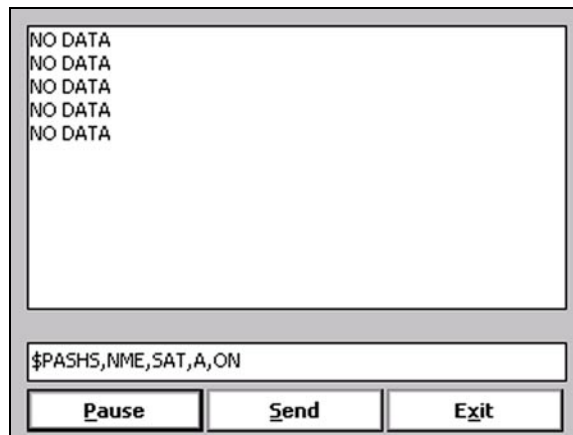 NO DATA
NO DATA
NO DATA
NO DATA
NO DATA
$PASHS,NME,SAT,A,ON
Pause Send Exit